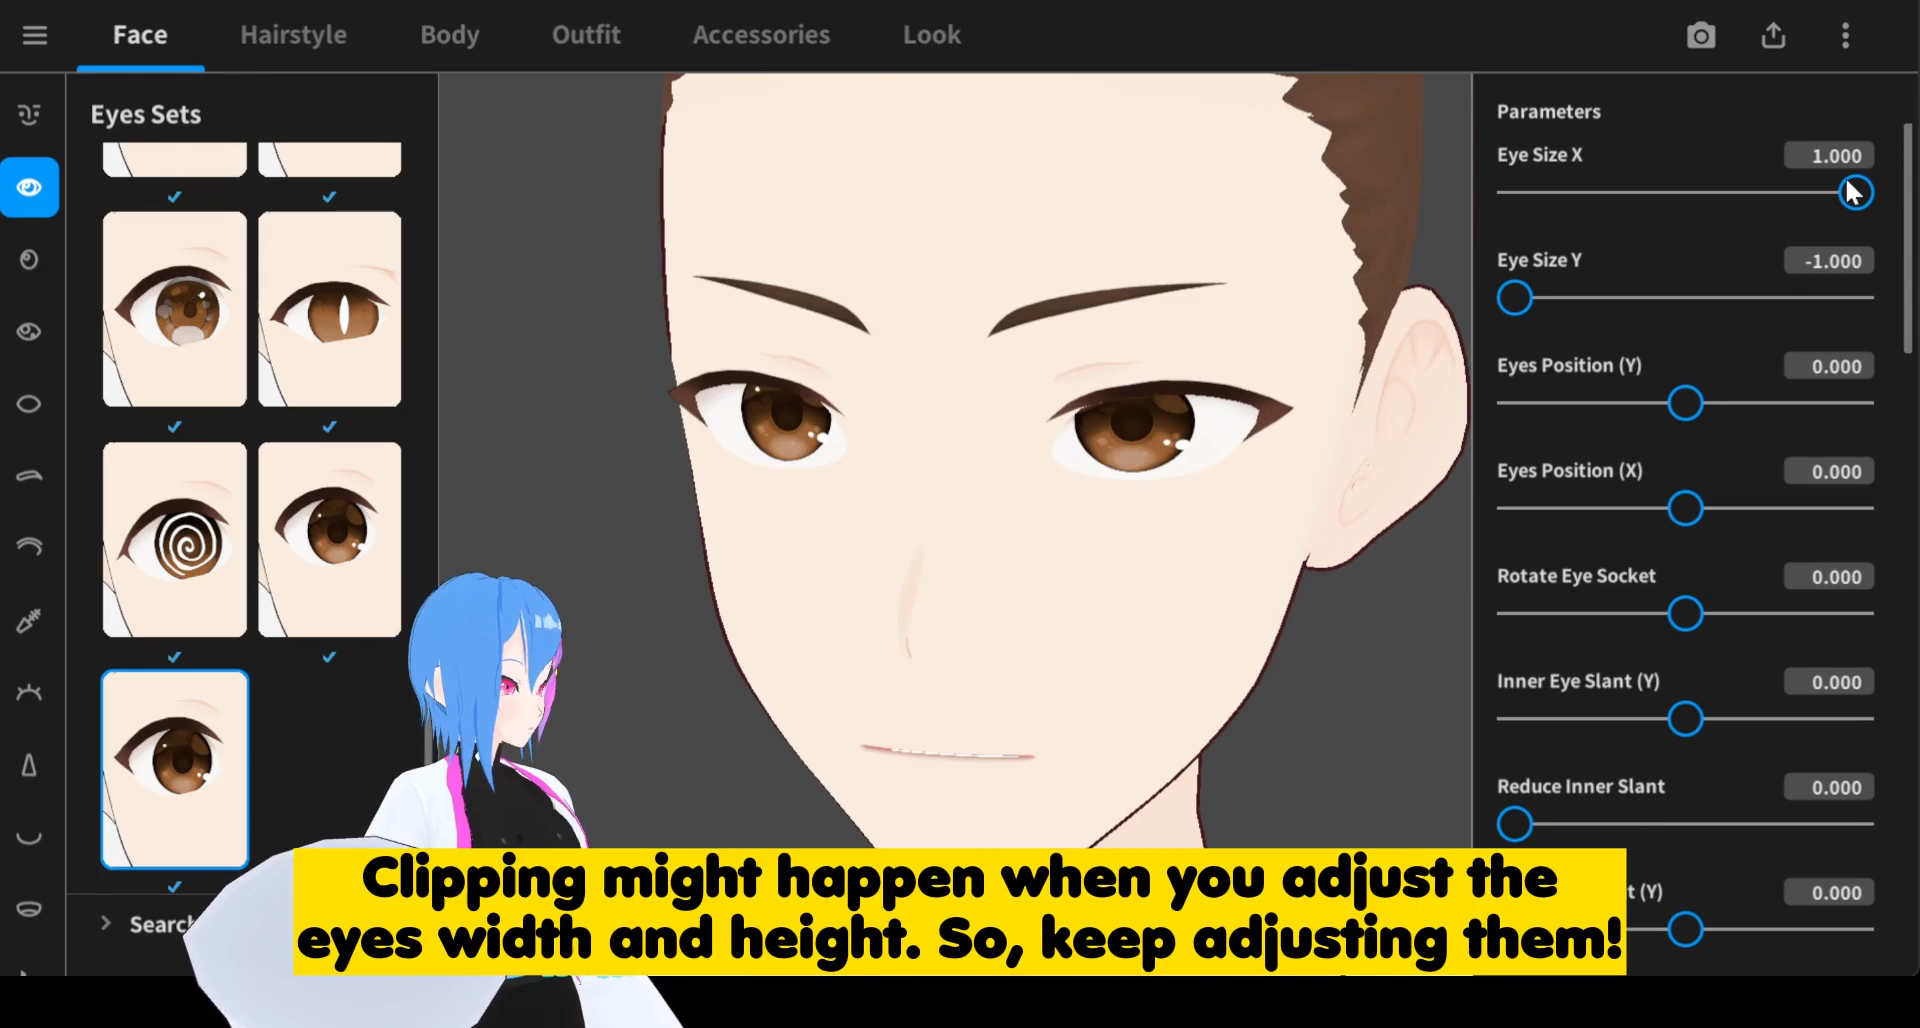 Face Hairstyle Body Outfit Accessories Look
Eyes Sets
Parameters
Eye Size X 1.000
Eye Size Y -1.000
Eyes Position (Y) 0.000
Eyes Position (X) 0.000
Rotate Eye Socket 0.000
Inner Eye Slant (Y) 0.000
Reduce Inner Slant 0.000
t (Y) 0.000
Searc
Clipping might happen when you adjust the
eyes width and height. So, keep adjusting them!